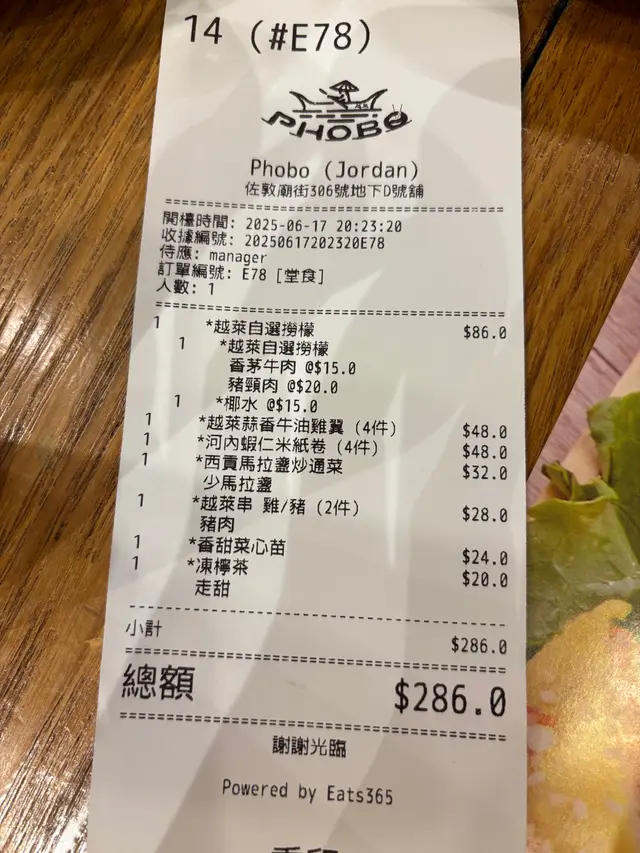 14 (#E78)
PHOBO
Phobo (Jordan)
佐敦廟街306號地下D號舖
開檯時間: 2025-06-17 20:23:20
收據編號: 20250617202320E78
侍應: manager
訂單編號: E78 [堂食]
人數: 1
1 *越萊自選撈檬 $86.0
1 *越萊自選撈檬
香茅牛肉 @$15.0
豬頸肉 @$20.0
1 *椰水 @$15.0
1 *越萊蒜香牛油雞翼 (4件) $48.0
1 *河內蝦仁米紙卷 (4件) $48.0
1 *西貢馬拉盞炒通菜 $32.0
少馬拉盞
1 *越萊串 雞/豬 (2件) $28.0
豬肉
1 *香甜菜心苗 $24.0
1 *凍檸茶 $20.0
走甜
小計 $286.0
總額 $286.0
謝謝光臨
Powered by Eats365